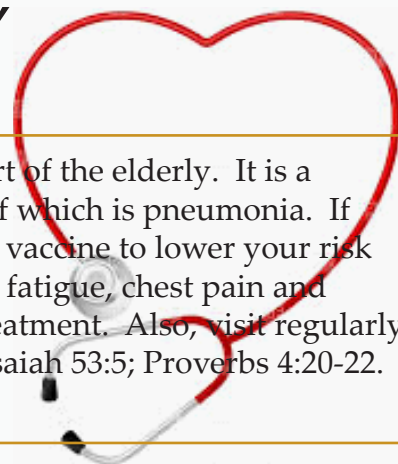 rt of the elderly. It is a
f which is pneumonia. If
vaccine to lower your risk
fatigue, chest pain and
eatment. Also, visit regularly
saiah 53:5; Proverbs 4:20-22.